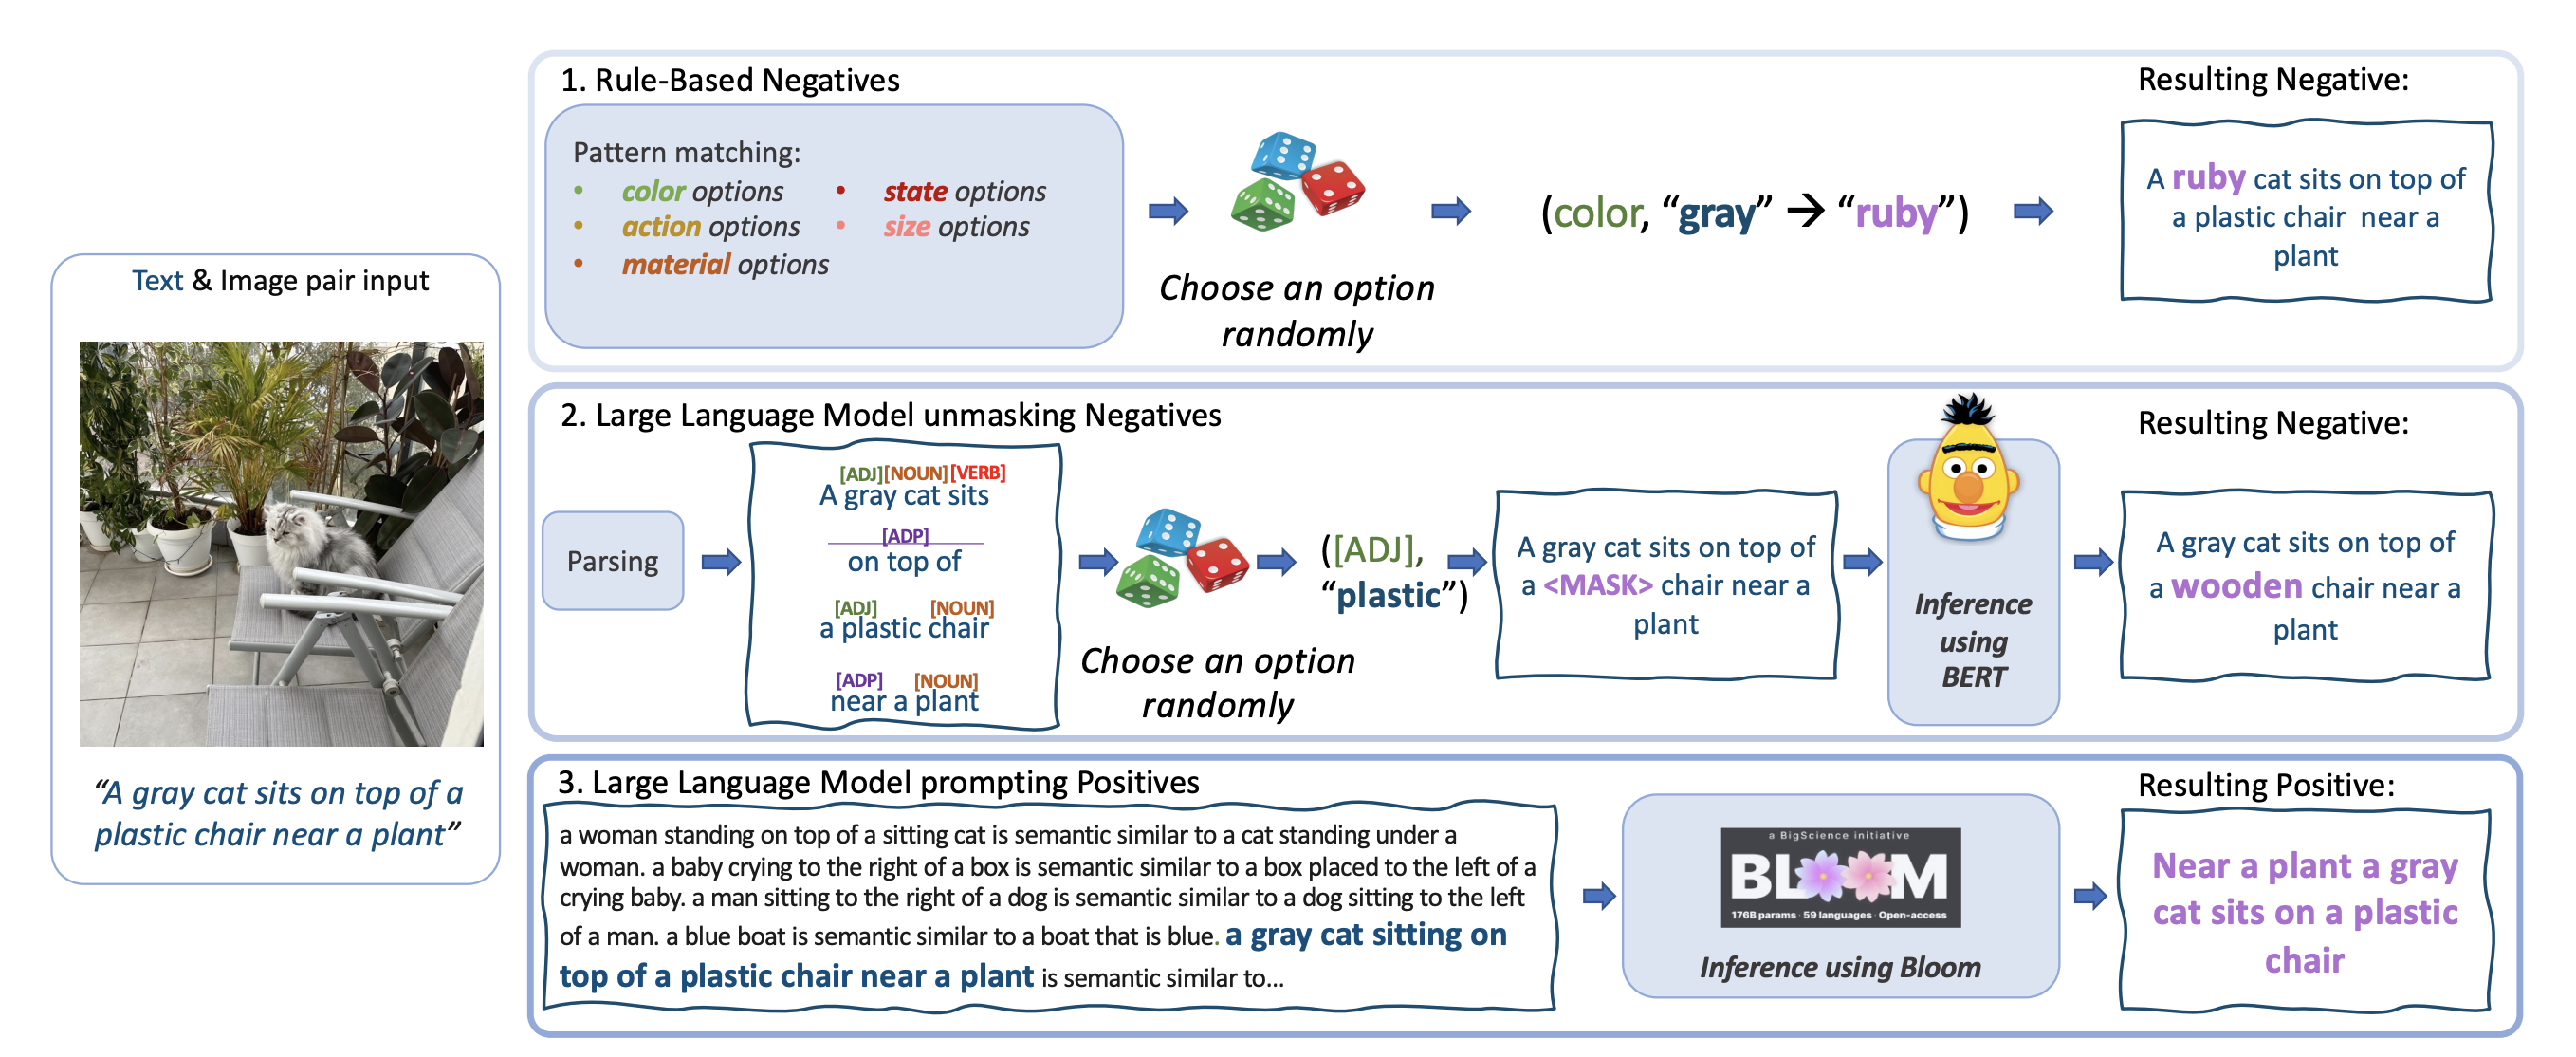 Text & Image pair input
“A gray cat sits on top of a
plastic chair near a plant”
1. Rule-Based Negatives
Pattern matching:
• color options
• state options
• action options
• size options
• material options
Choose an option
randomly
(color, “gray” → “ruby”)
Resulting Negative:
A ruby cat sits on top of
a plastic chair near a
plant
2. Large Language Model unmasking Negatives
Parsing
[ADJ][NOUN][VERB]
A gray cat sits
[ADP]
on top of
[ADJ] [NOUN]
a plastic chair
[ADP] [NOUN]
near a plant
Choose an option
randomly
([ADJ],
“plastic”)
A gray cat sits on top of
a <MASK> chair near a
plant
Inference
using
BERT
Resulting Negative:
A gray cat sits on top of
a wooden chair near a
plant
3. Large Language Model prompting Positives
a woman standing on top of a sitting cat is semantic similar to a cat standing under a
woman. a baby crying to the right of a box is semantic similar to a box placed to the left of a
crying baby. a man sitting to the right of a dog is semantic similar to a dog sitting to the left
of a man. a blue boat is semantic similar to a boat that is blue. a gray cat sitting on
top of a plastic chair near a plant is semantic similar to...
a BigScience initiative
BLOOM
176B params · 59 languages · Open-access
Inference using Bloom
Resulting Positive:
Near a plant a gray
cat sits on a plastic
chair